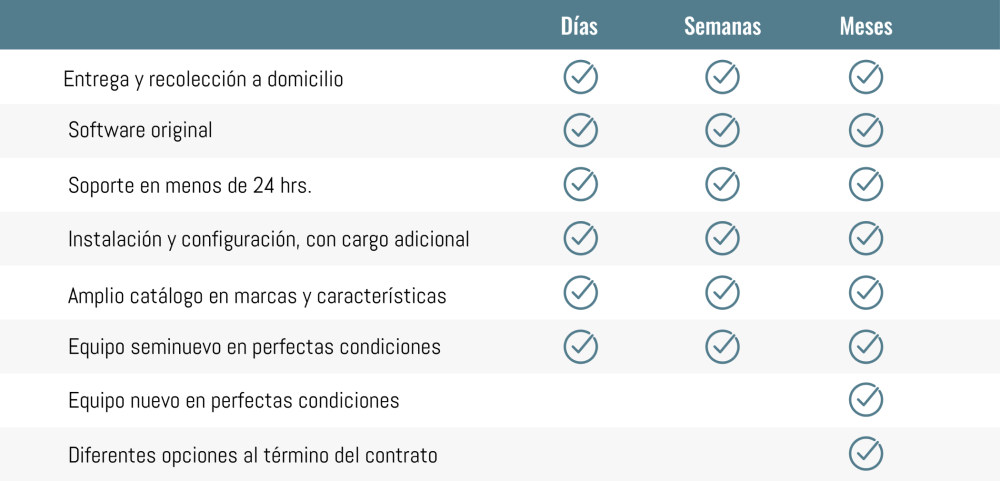 Días Semanas Meses
Entrega y recolección a domicilio
Software original
Soporte en menos de 24 hrs.
Instalación y configuración, con cargo adicional
Amplio catálogo en marcas y características
Equipo seminuevo en perfectas condiciones
Equipo nuevo en perfectas condiciones
Diferentes opciones al término del contrato